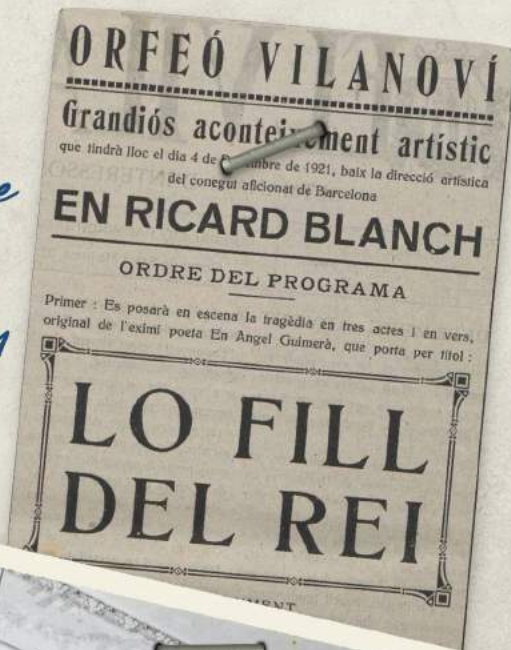 ORFEÓ VILANOVÍ
Grandiós aconteixement artístic
que tindrà lloc el dia 4 de de 1921, baix la direcció artística
del conegut aficionat de Barcelona
EN RICARD BLANCH
ORDRE DEL PROGRAMA
Primer : Es posarà en escena la tragèdia en tres actes i en vers,
original de l'eximi poeta En Angel Guimerà, que porta per títol :
LO FILL
DEL REI